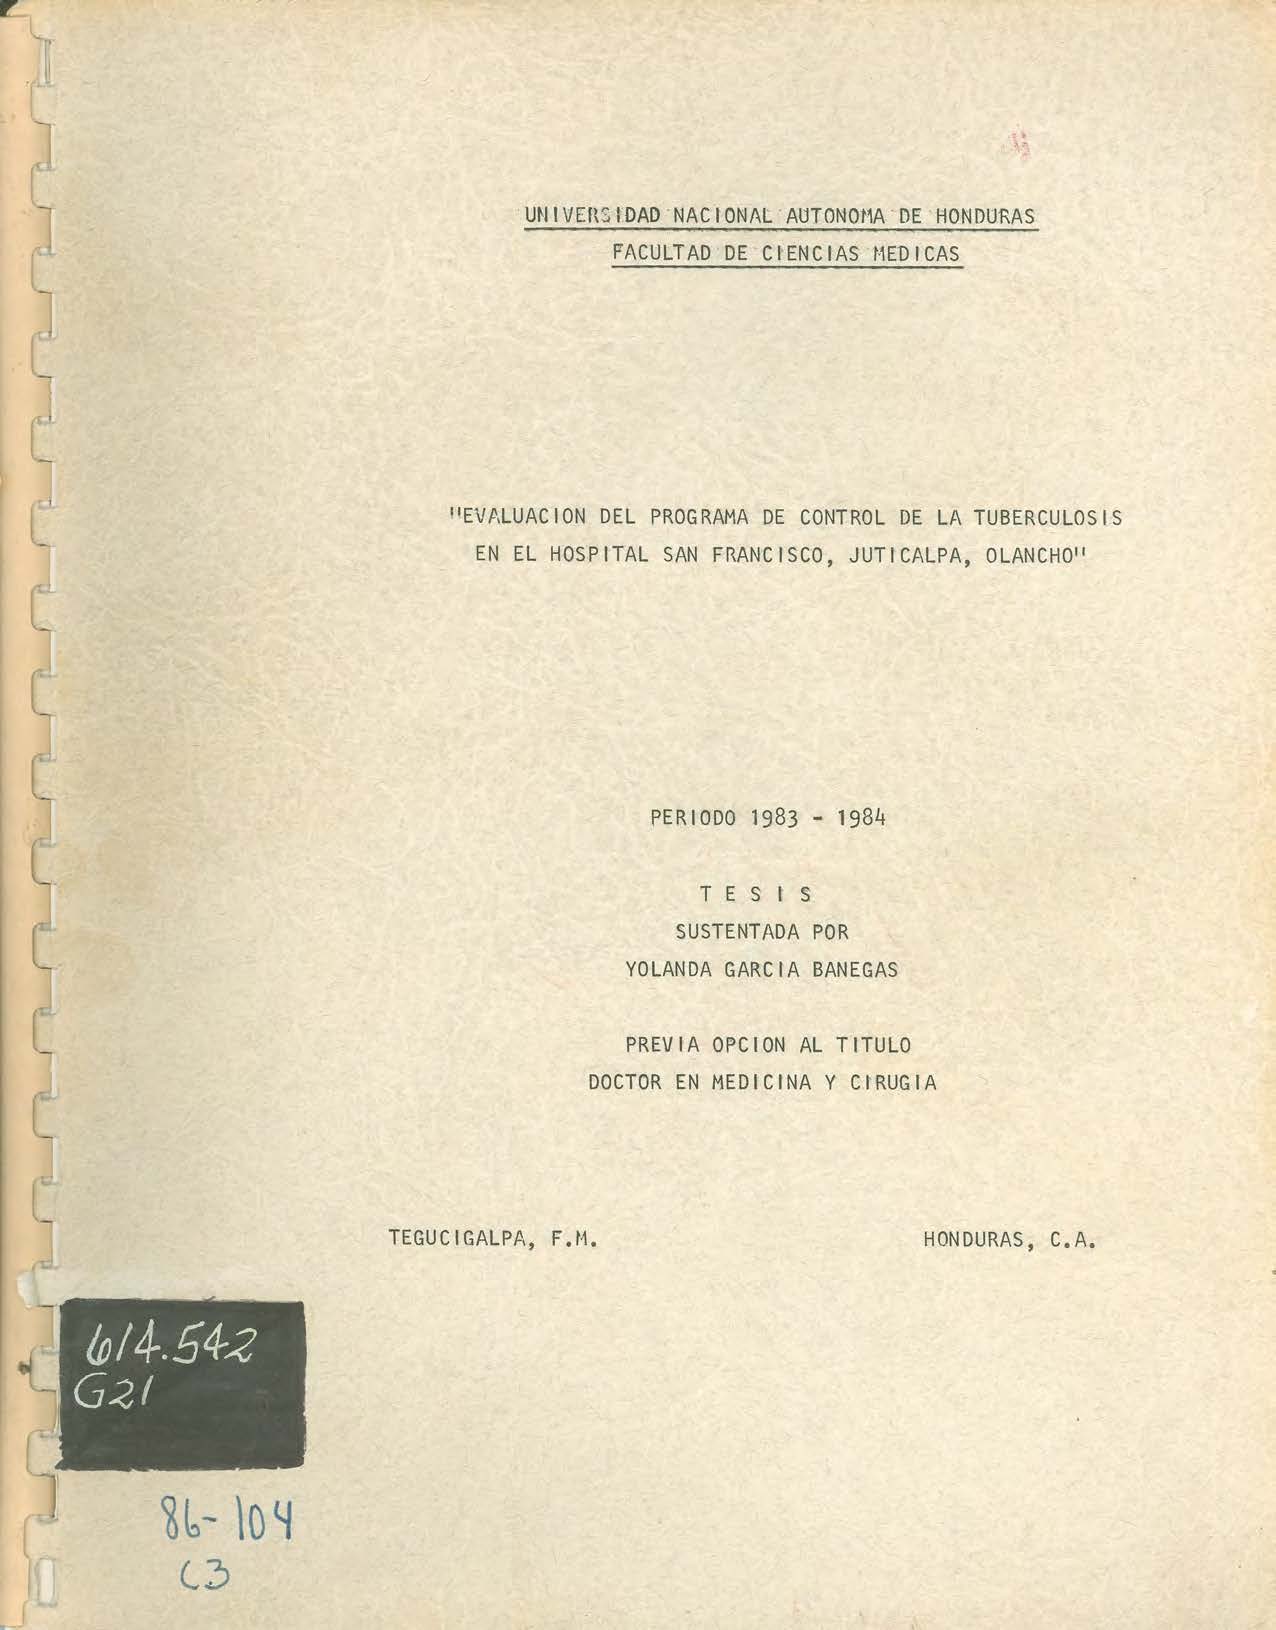 UNIVERSIDAD NACIONAL AUTONOMA DE HONDURAS
FACULTAD DE CIENCIAS MEDICAS
"EVALUACION DEL PROGRAMA DE CONTROL DE LA TUBERCULOSIS
EN EL HOSPITAL SAN FRANCISCO, JUTICALPA, OLANCHO"
PERIODO 1983 - 1984
T E S I S
SUSTENTADA POR
YOLANDA GARCIA BANEGAS
PREVIA OPCION AL TITULO
DOCTOR EN MEDICINA Y CIRUGIA
TEGUCIGALPA, F.M. HONDURAS, C.A.
614.542
G21
86-104
C3